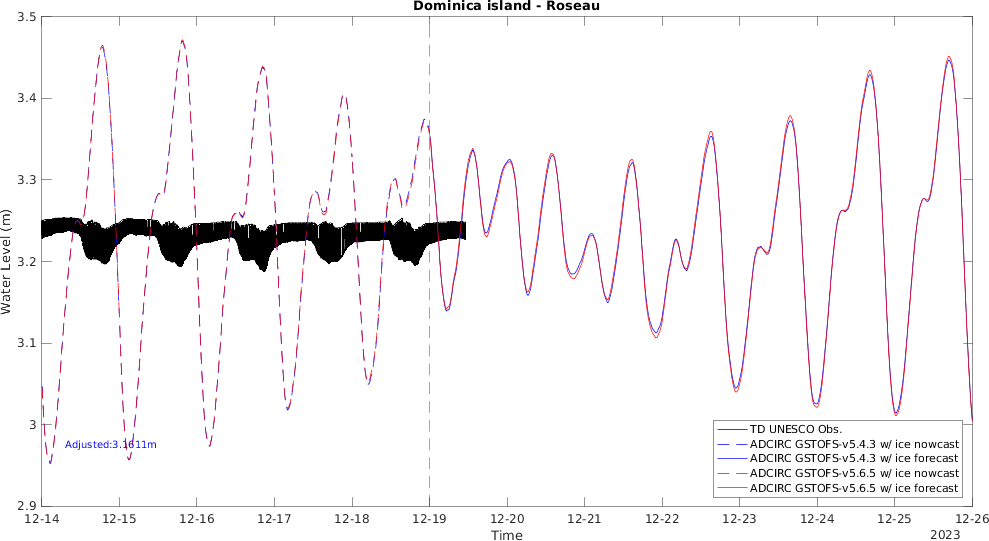 Dominica island - Roseau
3.5
3.4
3.3
3.2
3.1
3
2.9
Water Level (m)
Adjusted:3.1611m
TD UNESCO Obs.
ADCIRC GSTOFS-v5.4.3 w/ ice nowcast
ADCIRC GSTOFS-v5.4.3 w/ ice forecast
ADCIRC GSTOFS-v5.6.5 w/ ice nowcast
ADCIRC GSTOFS-v5.6.5 w/ ice forecast
12-14 12-15 12-16 12-17 12-18 12-19 12-20 12-21 12-22 12-23 12-24 12-25 12-26
Time
2023